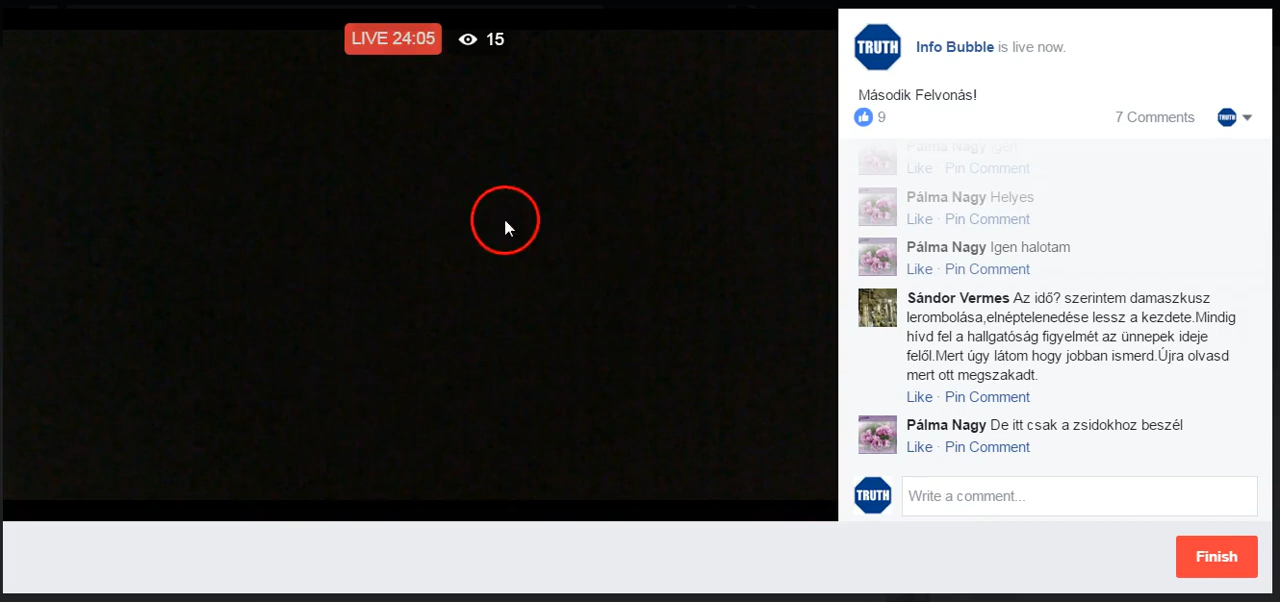 LIVE 24:05 15
TRUTH
Info Bubble is live now.
Második Felvonás!
9
7 Comments
TRUTH
Pálma Nagy Igen
Like · Pin Comment
Pálma Nagy Helyes
Like · Pin Comment
Pálma Nagy Igen halotam
Like · Pin Comment
Sándor Vermes Az idő? szerintem damaszkusz
lerombolása,elnéptelenedése lessz a kezdete.Mindig
hívd fel a hallgatóság figyelmét az ünnepek ideje
felől.Mert úgy látom hogy jobban ismerd.Újra olvasd
mert ott megszakadt.
Like · Pin Comment
Pálma Nagy De itt csak a zsidokhoz beszél
Like · Pin Comment
TRUTH
Write a comment...
Finish